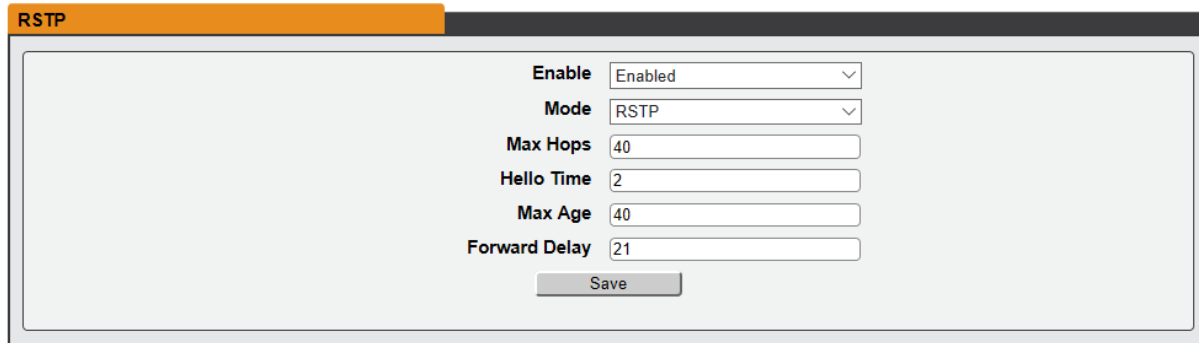 RSTP
Enable Enabled
Mode RSTP
Max Hops 40
Hello Time 2
Max Age 40
Forward Delay 21
Save